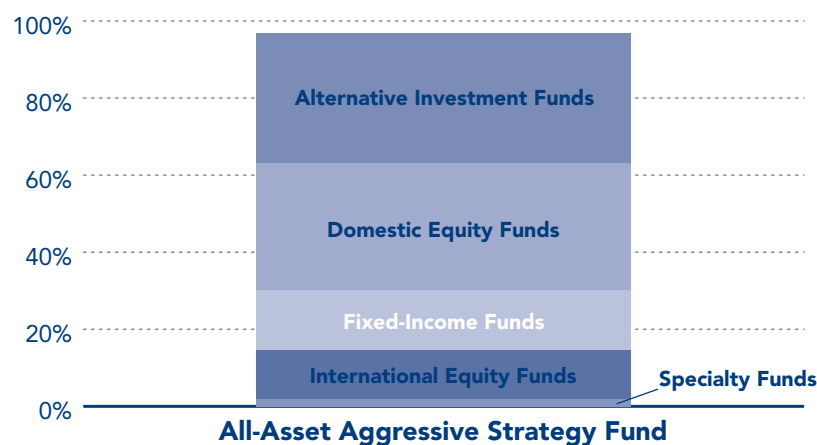 100%
80%
60%
40%
20%
0%
Alternative Investment Funds
Domestic Equity Funds
Fixed-Income Funds
International Equity Funds
Specialty Funds
All-Asset Aggressive Strategy Fund